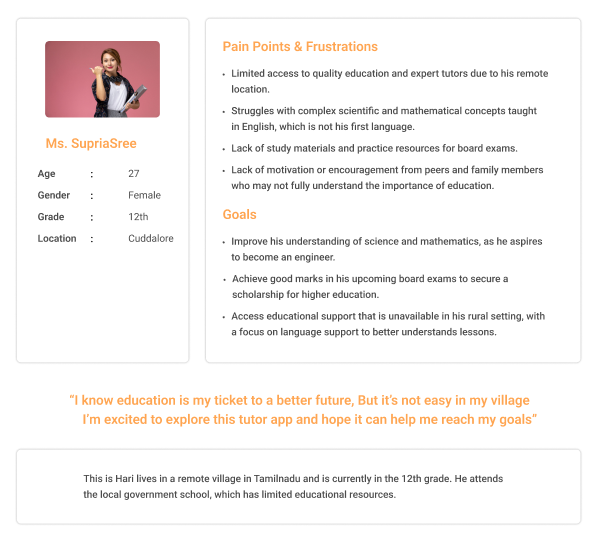 Ms. SupriaSree
Age : 27
Gender : Female
Grade : 12th
Location : Cuddalore
Pain Points & Frustrations
• Limited access to quality education and expert tutors due to his remote
location.
• Struggles with complex scientific and mathematical concepts taught
in English, which is not his first language.
• Lack of study materials and practice resources for board exams.
• Lack of motivation or encouragement from peers and family members
who may not fully understand the importance of education.
Goals
• Improve his understanding of science and mathematics, as he aspires
to become an engineer.
• Achieve good marks in his upcoming board exams to secure a
scholarship for higher education.
• Access educational support that is unavailable in his rural setting, with
a focus on language support to better understands lessons.
“I know education is my ticket to a better future, But it’s not easy in my village
I’m excited to explore this tutor app and hope it can help me reach my goals”
This is Hari lives in a remote village in Tamilnadu and is currently in the 12th grade. He attends
the local government school, which has limited educational resources.